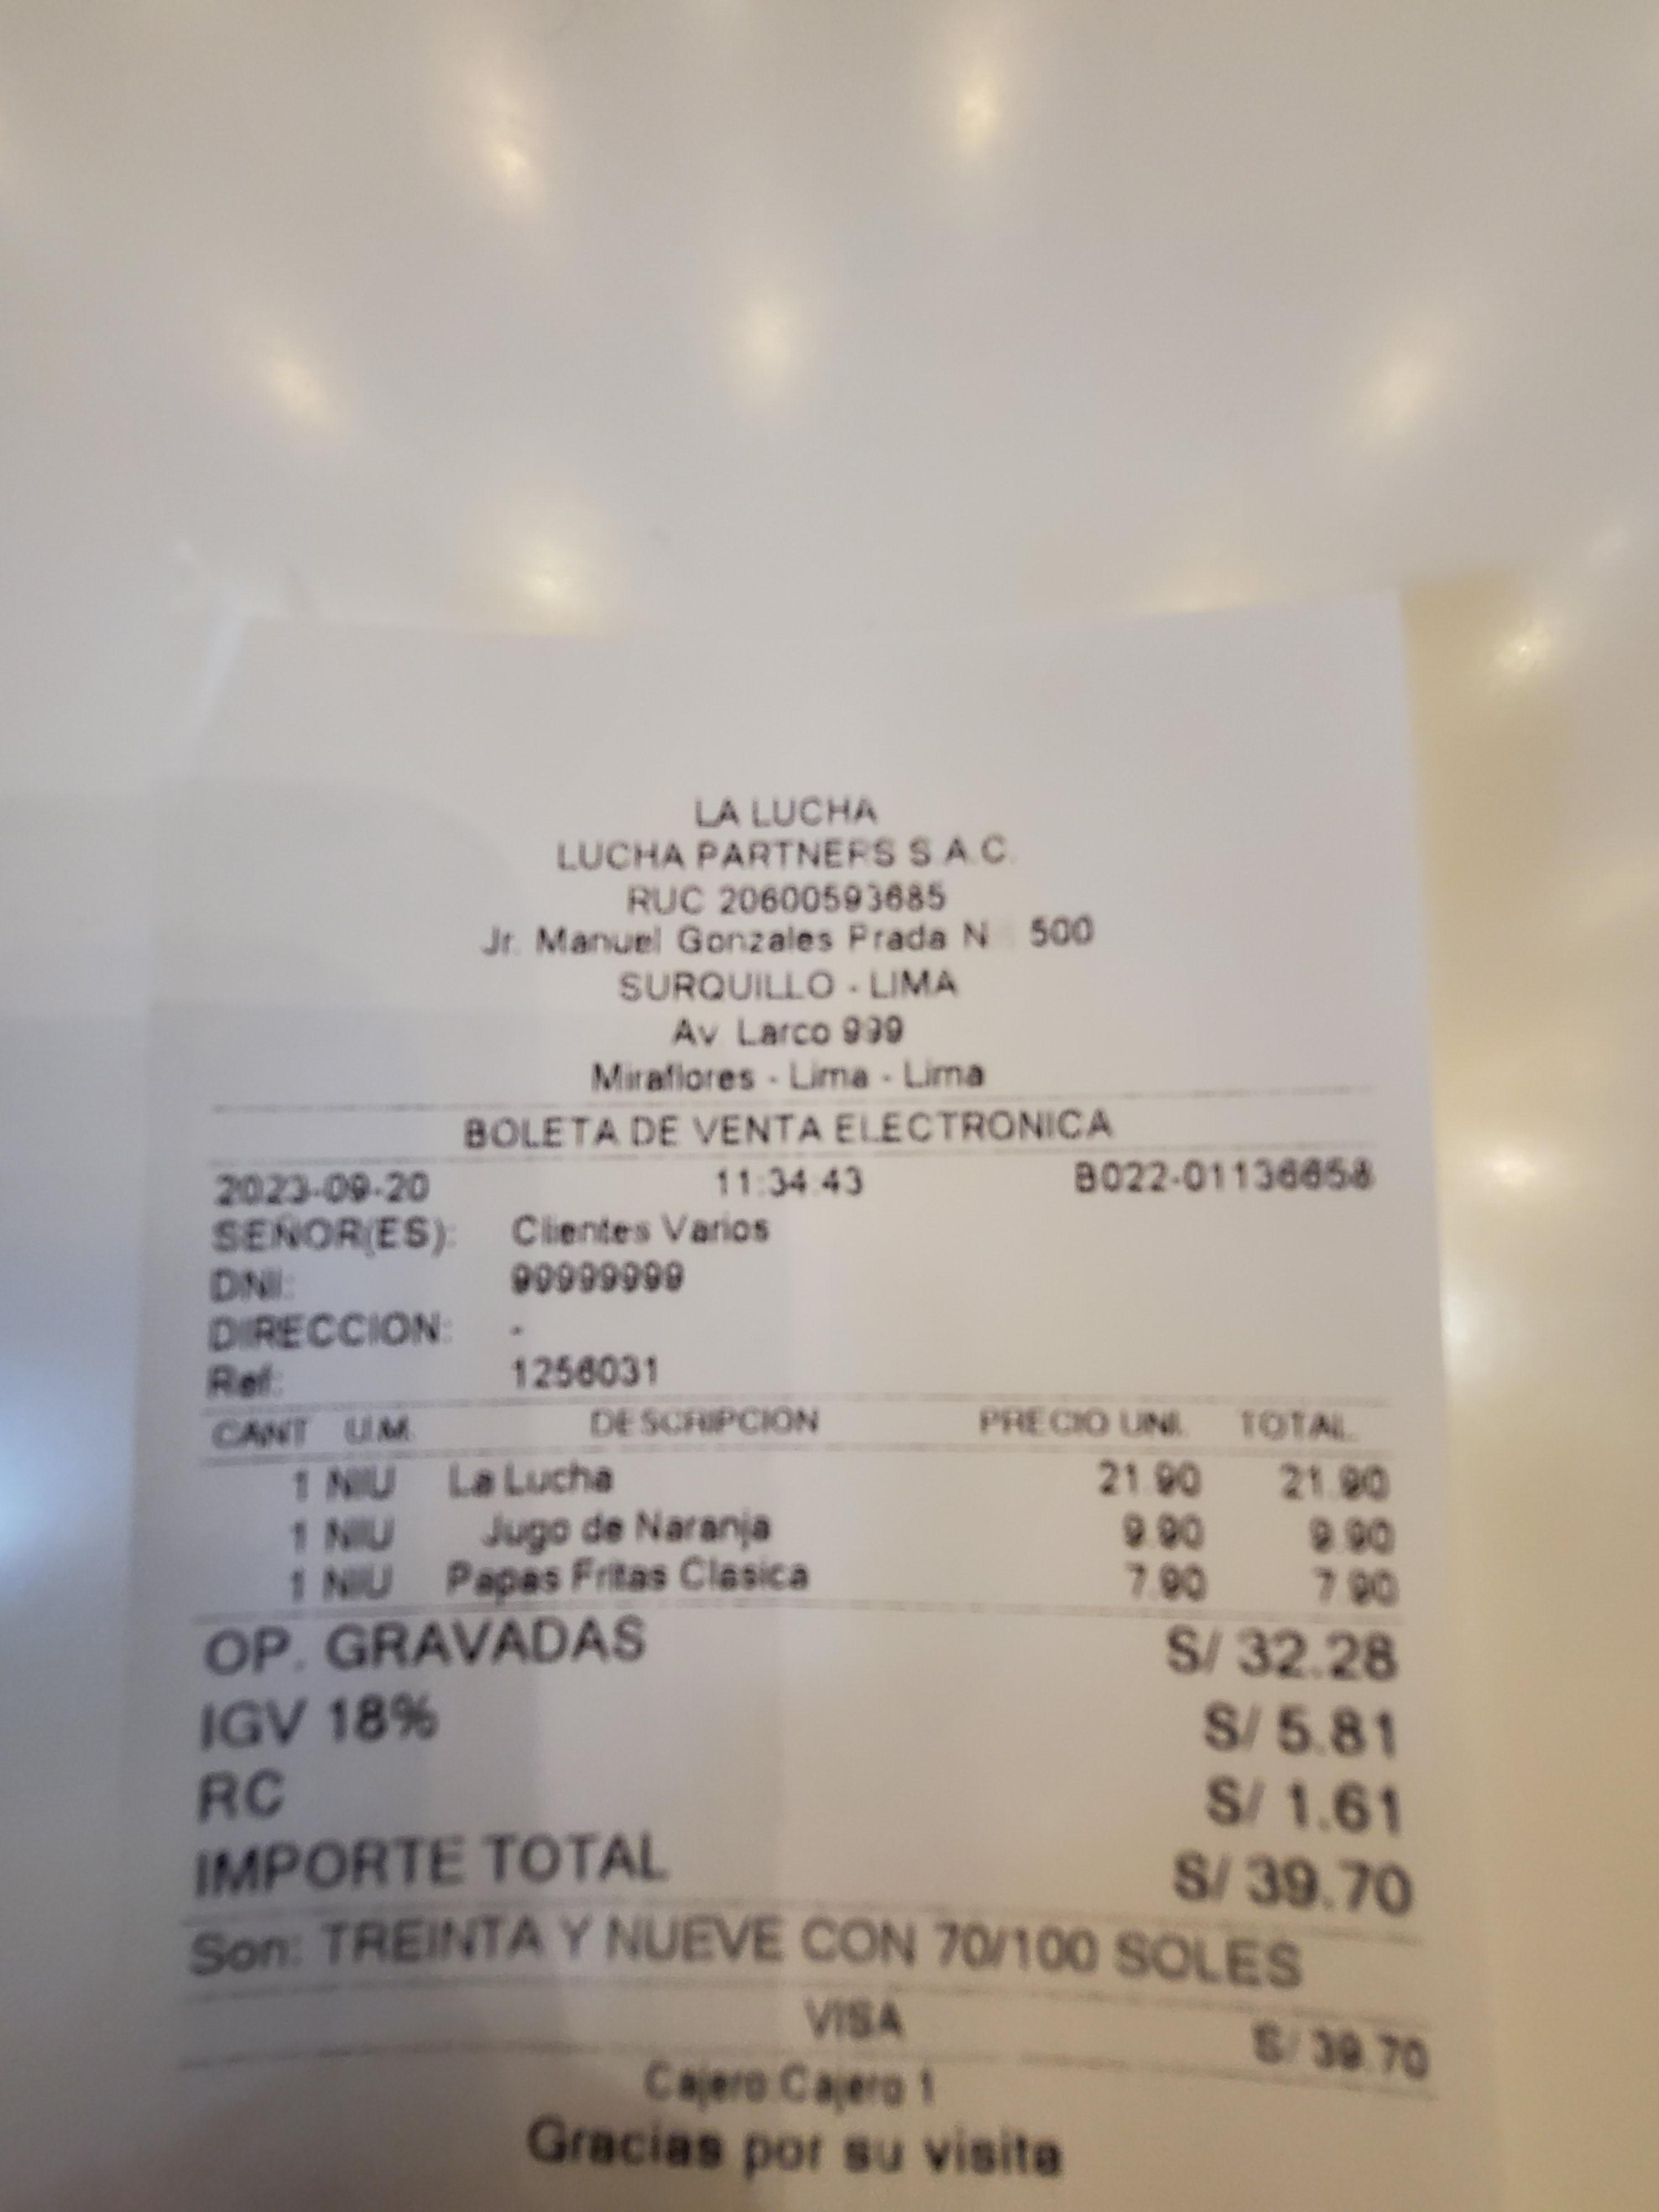 LA LUCHA
LUCHA PARTNERS S.A.C.
RUC 20600593685
Jr. Manuel Gonzales Prada N 500
SURQUILLO - LIMA
Av Larco 999
Miraflores - Lima - Lima
BOLETA DE VENTA ELECTRONICA
2023-09-20 11:34:43 B022-01136658
SEÑOR(ES): Clientes Varios
DNI: 99999999
DIRECCION: -
Ref: 1256031
CANT U.M. DESCRIPCION PRECIO UNI. TOTAL
1 NIU La Lucha 21.90 21.90
1 NIU Jugo de Naranja 9.90 9.90
1 NIU Papas Fritas Clasica 7.90 7.90
OP. GRAVADAS S/ 32.28
IGV 18% S/ 5.81
RC S/ 1.61
IMPORTE TOTAL S/ 39.70
Son: TREINTA Y NUEVE CON 70/100 SOLES
VISA S/ 39.70
Cajero:Cajero 1
Gracias por su visita